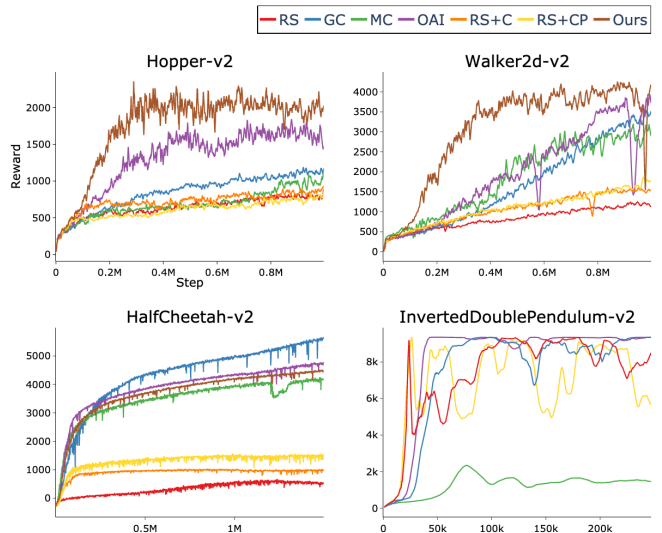 RS GC MC OAI RS+C RS+CP Ours
Hopper-v2
Walker2d-v2
Reward
2000
1500
1000
500
0
0 0.2M 0.4M 0.6M 0.8M
Step
4000
3500
3000
2500
2000
1500
1000
500
0
0 0.2M 0.4M 0.6M 0.8M
HalfCheetah-v2
InvertedDoublePendulum-v2
5000
4000
3000
2000
1000
0
0.5M 1M
8k
6k
4k
2k
0
0 50k 100k 150k 200k